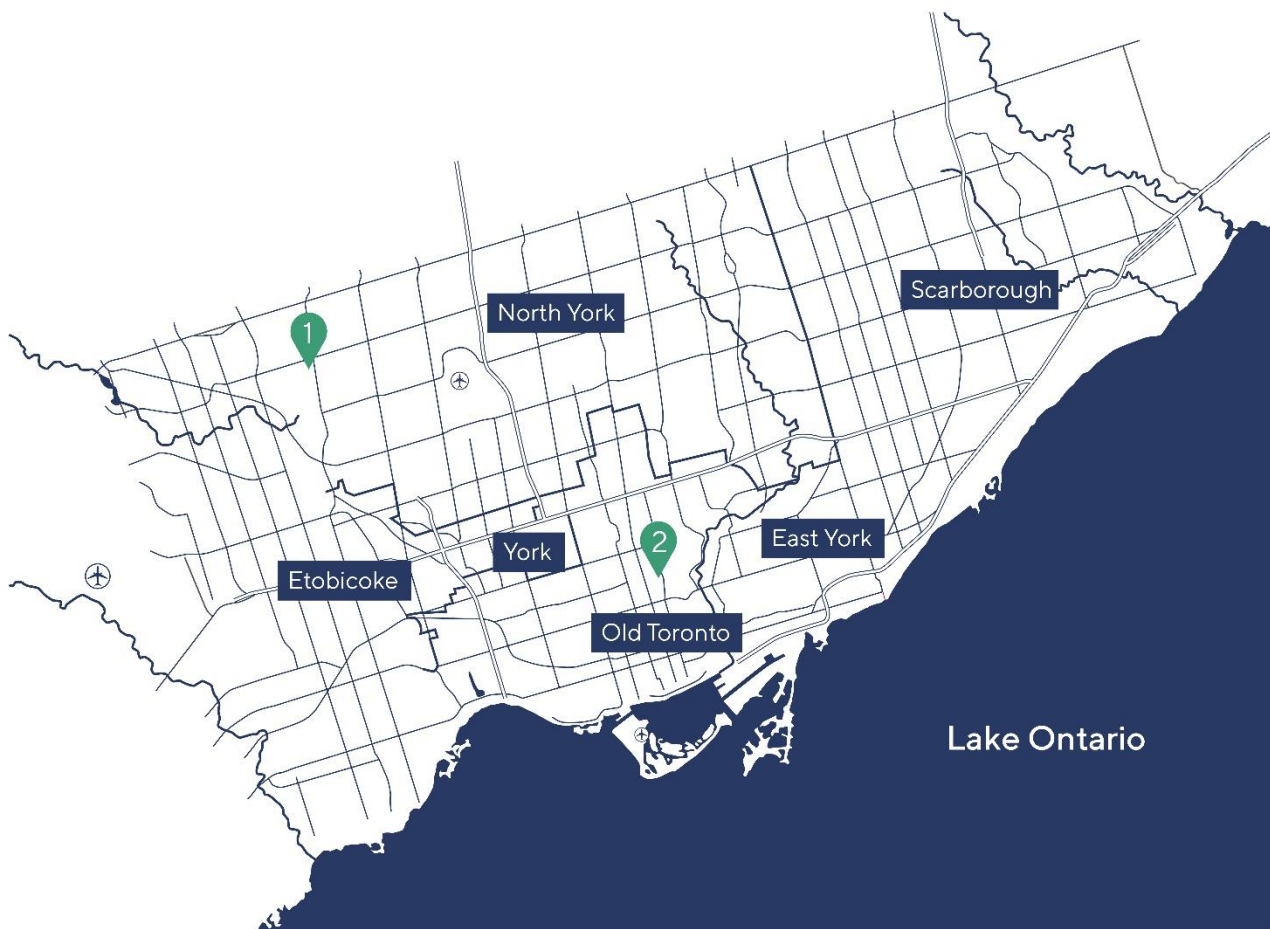 Scarborough
North York
1
2
East York
York
Etobicoke
Old Toronto
Lake Ontario